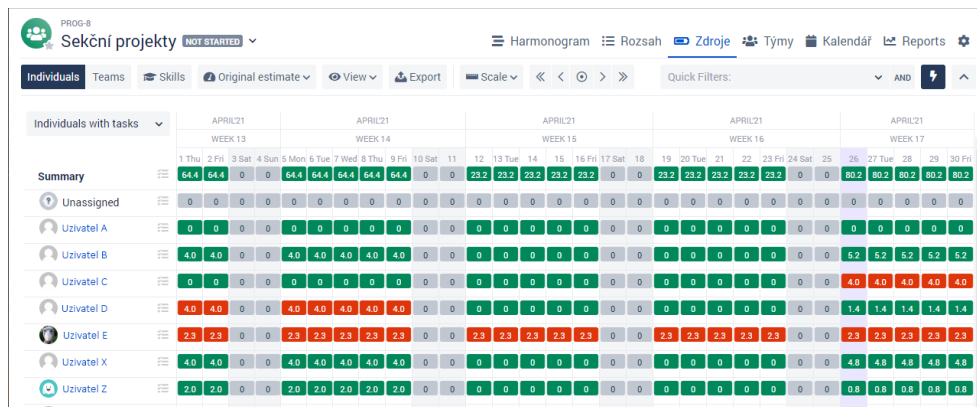 PROG-8
Sekční projekty NOT STARTED
Harmonogram Rozsah Zdroje Týmy Kalendář Reports
Individuals Teams Skills Original estimate View Export Scale Quick Filters: AND
Individuals with tasks APRIL'21 APRIL'21 APRIL'21 APRIL'21 APRIL'21
WEEK 13 WEEK 14 WEEK 15 WEEK 16 WEEK 17
1 Thu 2 Fri 3 Sat 4 Sun 5 Mon 6 Tue 7 Wed 8 Thu 9 Fri 10 Sat 11 12 13 Tue 14 15 16 Fri 17 Sat 18 19 20 Tue 21 22 23 Fri 24 Sat 25 26 27 Tue 28 29 30 Fri
Summary 64.4 64.4 0 0 64.4 64.4 64.4 64.4 64.4 0 0 23.2 23.2 23.2 23.2 23.2 0 0 23.2 23.2 23.2 23.2 23.2 0 0 80.2 80.2 80.2 80.2 80.2
? Unassigned 0 0 0 0 0 0 0 0 0 0 0 0 0 0 0 0 0 0 0 0 0 0 0 0 0 0 0 0 0 0
Uzivatel A 0 0 0 0 0 0 0 0 0 0 0 0 0 0 0 0 0 0 0 0 0 0 0 0 0 0 0 0 0 0
Uzivatel B 4.0 4.0 0 0 4.0 4.0 4.0 4.0 4.0 0 0 0 0 0 0 0 0 0 0 0 0 0 0 0 0 5.2 5.2 5.2 5.2 5.2
Uzivatel C 0 0 0 0 0 0 0 0 0 0 0 0 0 0 0 0 0 0 0 0 0 0 0 0 0 4.0 4.0 4.0 4.0 4.0
Uzivatel D 4.0 4.0 0 0 4.0 4.0 4.0 4.0 4.0 0 0 0 0 0 0 0 0 0 0 0 0 0 0 0 0 1.4 1.4 1.4 1.4 1.4
Uzivatel E 2.3 2.3 0 0 2.3 2.3 2.3 2.3 2.3 0 0 2.3 2.3 2.3 2.3 2.3 0 0 2.3 2.3 2.3 2.3 2.3 0 0 2.3 2.3 2.3 2.3 2.3
Uzivatel X 4.0 4.0 0 0 4.0 4.0 4.0 4.0 4.0 0 0 0 0 0 0 0 0 0 0 0 0 0 0 0 0 4.8 4.8 4.8 4.8 4.8
Uzivatel Z 2.0 2.0 0 0 2.0 2.0 2.0 2.0 2.0 0 0 0 0 0 0 0 0 0 0 0 0 0 0 0 0 0.8 0.8 0.8 0.8 0.8